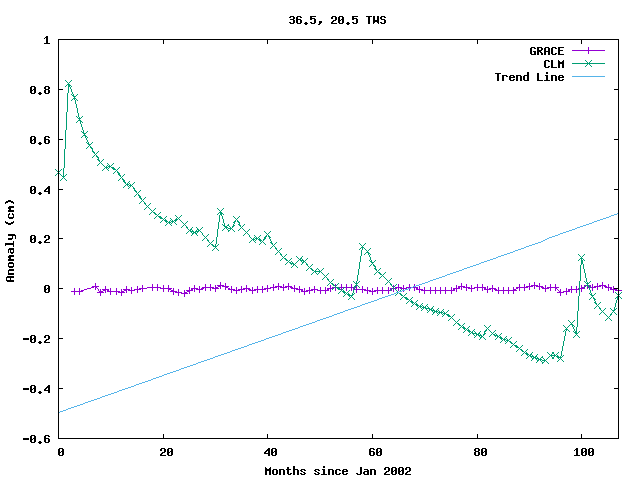 36.5, 20.5 TWS
1
GRACE
CLM
Trend Line
0.8
0.6
0.4
0.2
0
-0.2
-0.4
-0.6
Anomaly (cm)
0 20 40 60 80 100
Months since Jan 2002